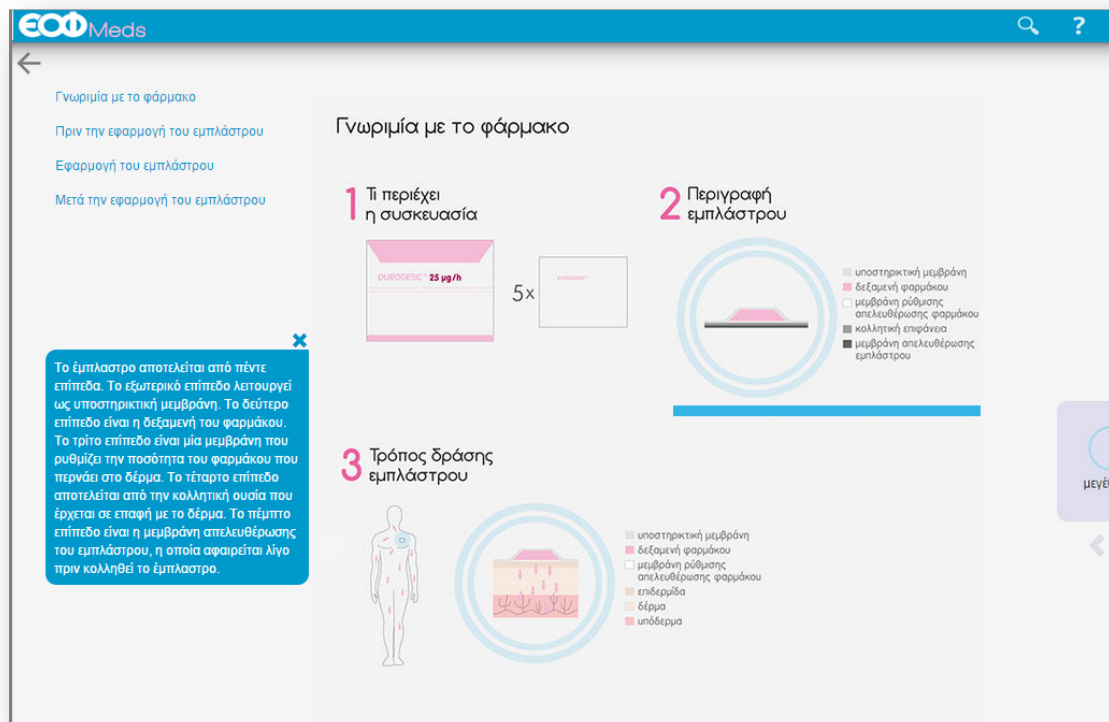 ΕΟΦMeds
?
Γνωριμία με το φάρμακο
Πριν την εφαρμογή του εμπλάστρου
Εφαρμογή του εμπλάστρου
Μετά την εφαρμογή του εμπλάστρου
Γνωριμία με το φάρμακο
1 Τι περιέχει
η συσκευασία
DUROGESIC™ 25 μg/h
5x
DUROGESIC™
2 Περιγραφή
εμπλάστρου
υποστηρικτική μεμβράνη
δεξαμενή φαρμάκου
μεμβράνη ρύθμισης
απελευθέρωσης φαρμάκου
κολλητική επιφάνεια
μεμβράνη απελευθέρωσης
εμπλάστρου
Το έμπλαστρο αποτελείται από πέντε
επίπεδα. Το εξωτερικό επίπεδο λειτουργεί
ως υποστηρικτική μεμβράνη. Το δεύτερο
επίπεδο είναι η δεξαμενή του φαρμάκου.
Το τρίτο επίπεδο είναι μία μεμβράνη που
ρυθμίζει την ποσότητα του φαρμάκου που
περνάει στο δέρμα. Το τέταρτο επίπεδο
αποτελείται από την κολλητική ουσία που
έρχεται σε επαφή με το δέρμα. Το πέμπτο
επίπεδο είναι η μεμβράνη απελευθέρωσης
του εμπλάστρου, η οποία αφαιρείται λίγο
πριν κολληθεί το έμπλαστρο.
3 Τρόπος δράσης
εμπλάστρου
υποστηρικτική μεμβράνη
δεξαμενή φαρμάκου
μεμβράνη ρύθμισης
απελευθέρωσης φαρμάκου
επιδερμίδα
δέρμα
υπόδερμα